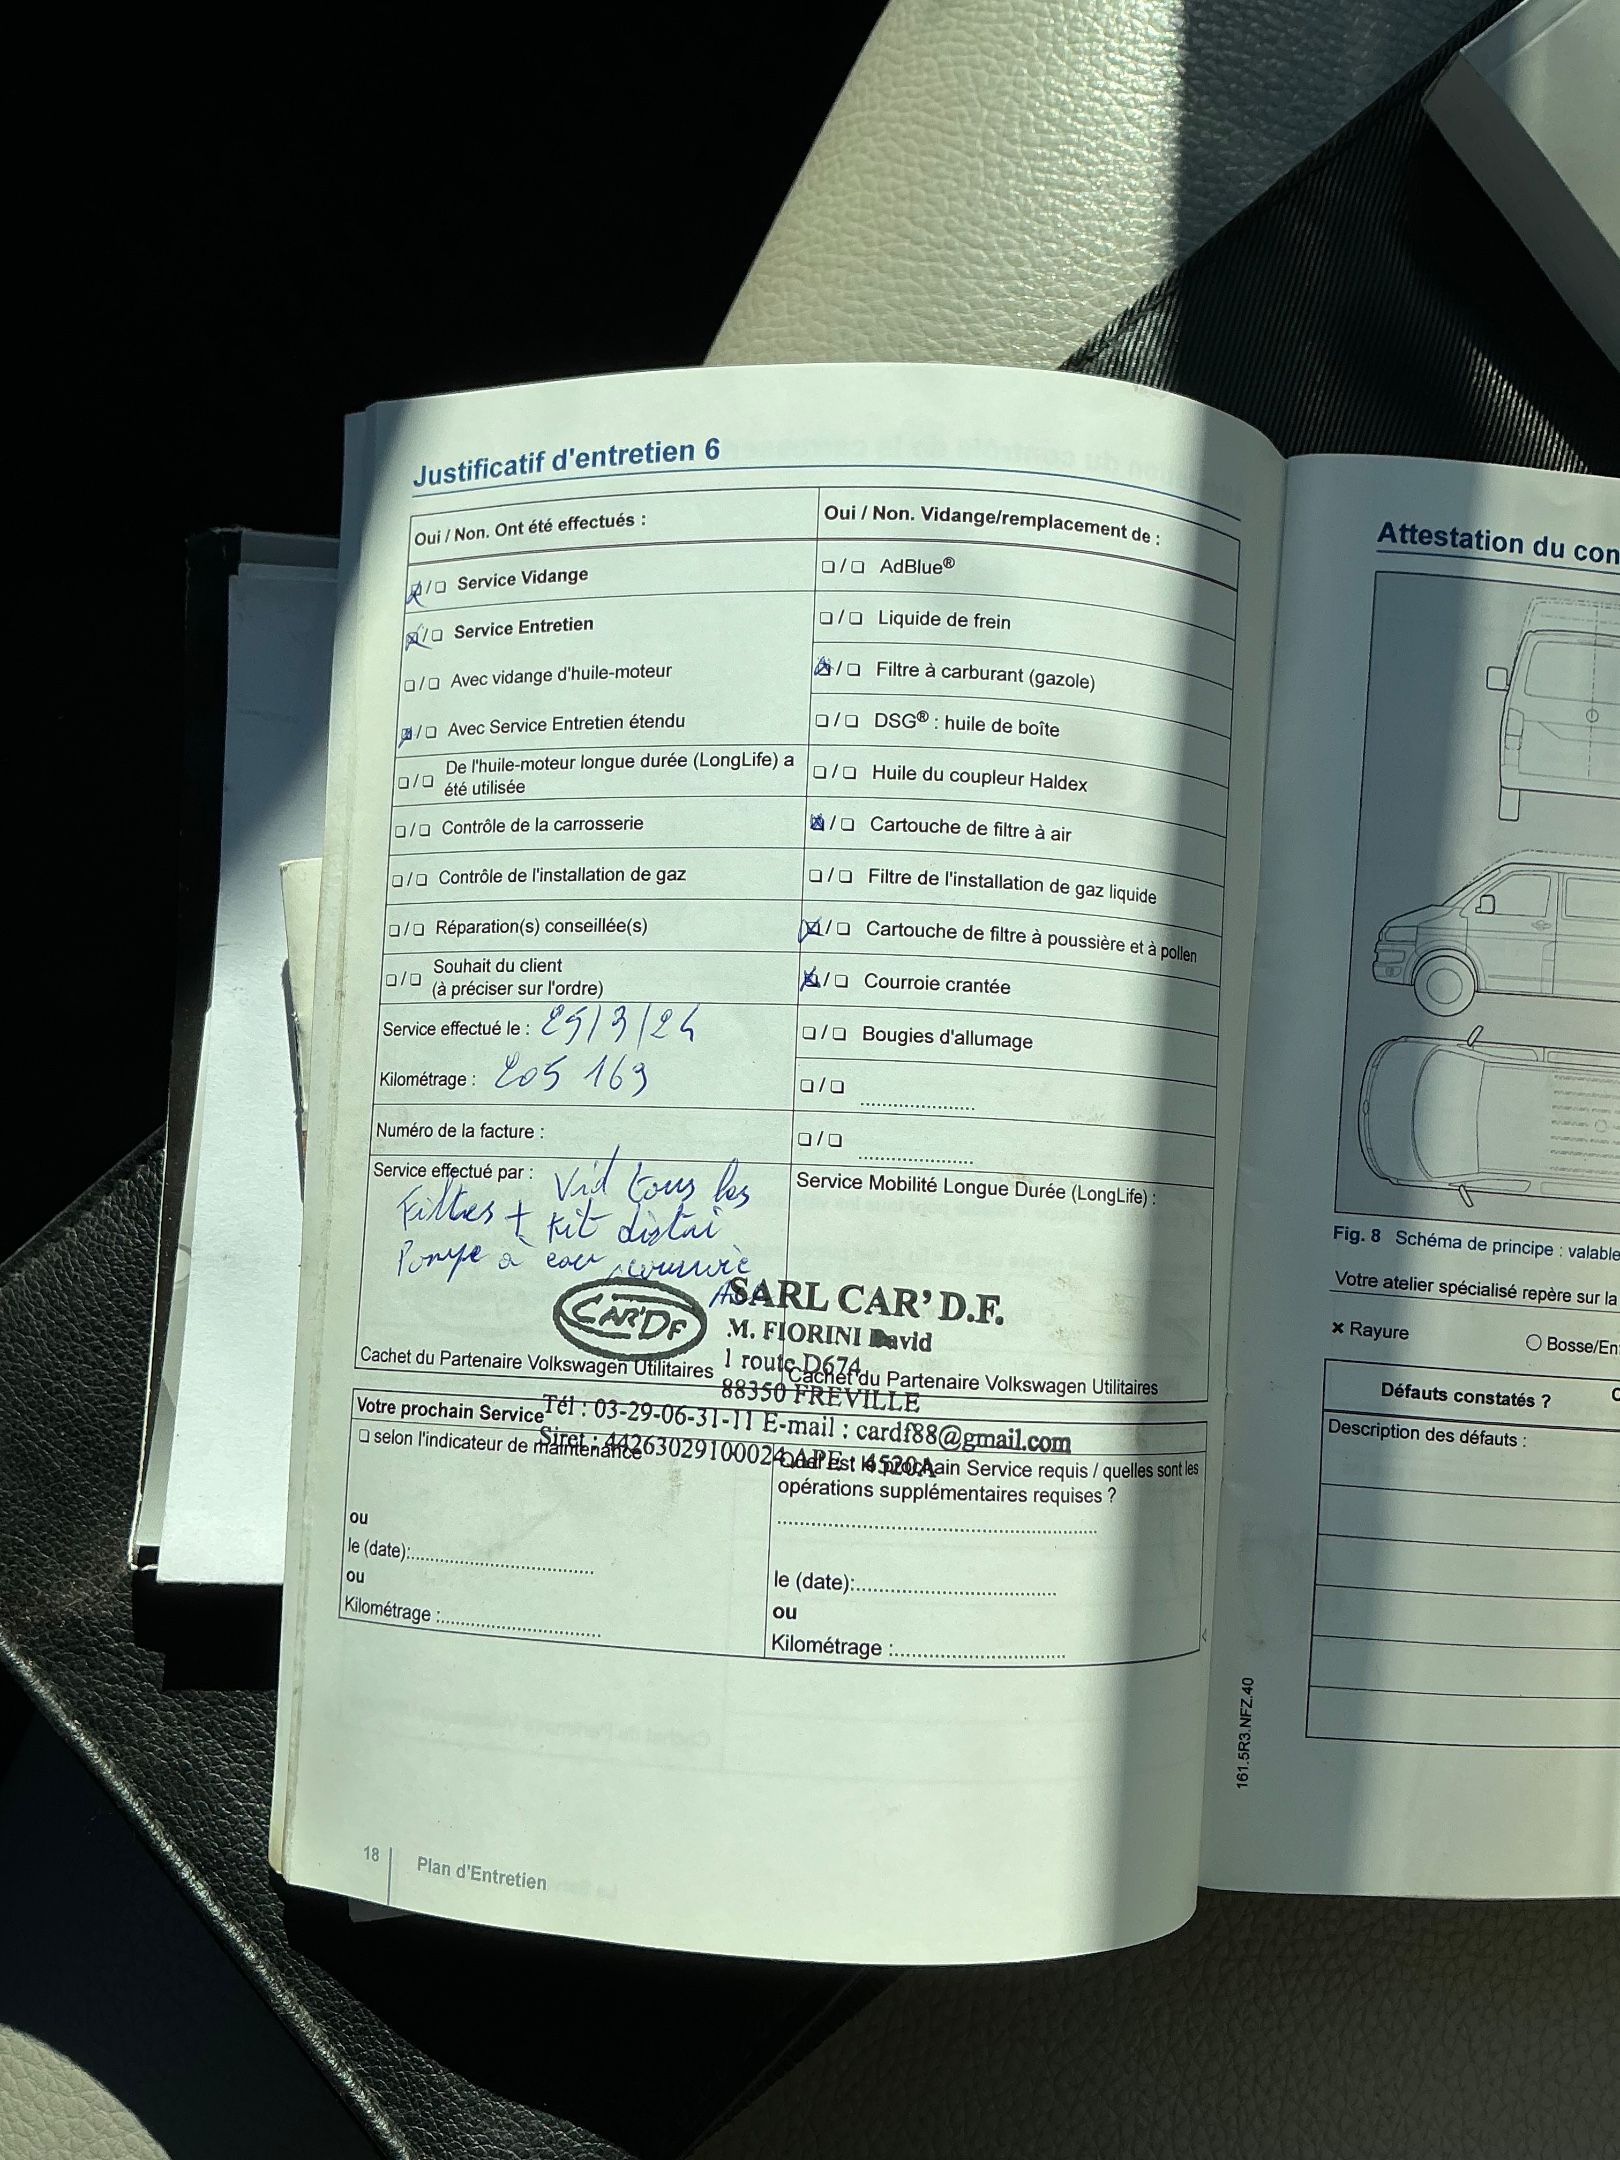 Justificatif d'entretien 6
Oui / Non. Ont été effectués :
❏/❏ Service Vidange
❏/❏ Service Entretien
❏/❏ Avec vidange d'huile-moteur
❏/❏ Avec Service Entretien étendu
❏/❏ De l'huile-moteur longue durée (LongLife) a
été utilisée
❏/❏ Contrôle de la carrosserie
❏/❏ Contrôle de l'installation de gaz
❏/❏ Réparation(s) conseillée(s)
❏/❏ Souhait du client
(à préciser sur l'ordre)
Service effectué le : 25/3/24
Kilométrage : 205 169
Numéro de la facture :
Service effectué par : Vid tous les
Filtres + Kit distri
Pompe à eau courroie
Oui / Non. Vidange/remplacement de :
❏/❏ AdBlue®
❏/❏ Liquide de frein
❏/❏ Filtre à carburant (gazole)
❏/❏ DSG® : huile de boîte
❏/❏ Huile du coupleur Haldex
❏/❏ Cartouche de filtre à air
❏/❏ Filtre de l'installation de gaz liquide
❏/❏ Cartouche de filtre à poussière et à pollen
❏/❏ Courroie crantée
❏/❏ Bougies d'allumage
❏/❏ ......................
❏/❏ ......................
Service Mobilité Longue Durée (LongLife) :
CAR'DF
SARL CAR' D.F.
M. FIORINI David
1 route D674
88350 FREVILLE
Tél : 03-29-06-31-11 E-mail : cardf88@gmail.com
Siret : 44263029100024 APE : 4520A
Cachet du Partenaire Volkswagen Utilitaires
Cachet du Partenaire Volkswagen Utilitaires
Votre prochain Service
❏ selon l'indicateur de maintenance
ou
le (date):..................................
ou
Kilométrage :..............................
Quel est le prochain Service requis / quelles sont les
opérations supplémentaires requises ?
..........................................................
le (date):....................................
ou
Kilométrage :...............................
18
Plan d'Entretien
Attestation du con
Fig. 8 Schéma de principe : valable
Votre atelier spécialisé repère sur la
✖ Rayure
○ Bosse/En
Défauts constatés ?
Description des défauts :
161.5R3.NFZ.40